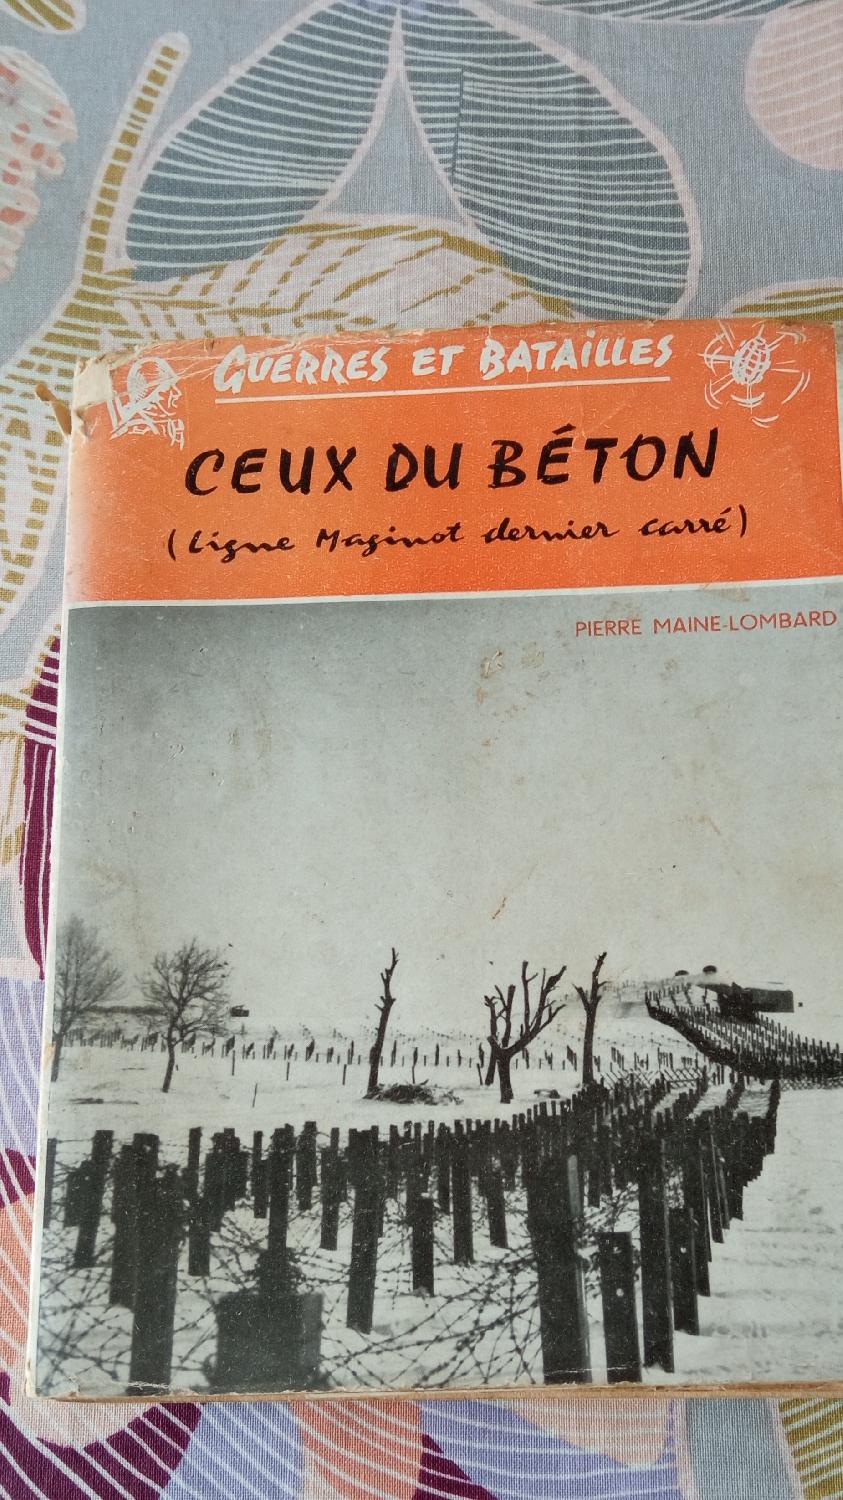 GUERRES ET BATAILLES
CEUX DU BÉTON
(Ligne Maginot dernier carré)
PIERRE MAINE-LOMBARD